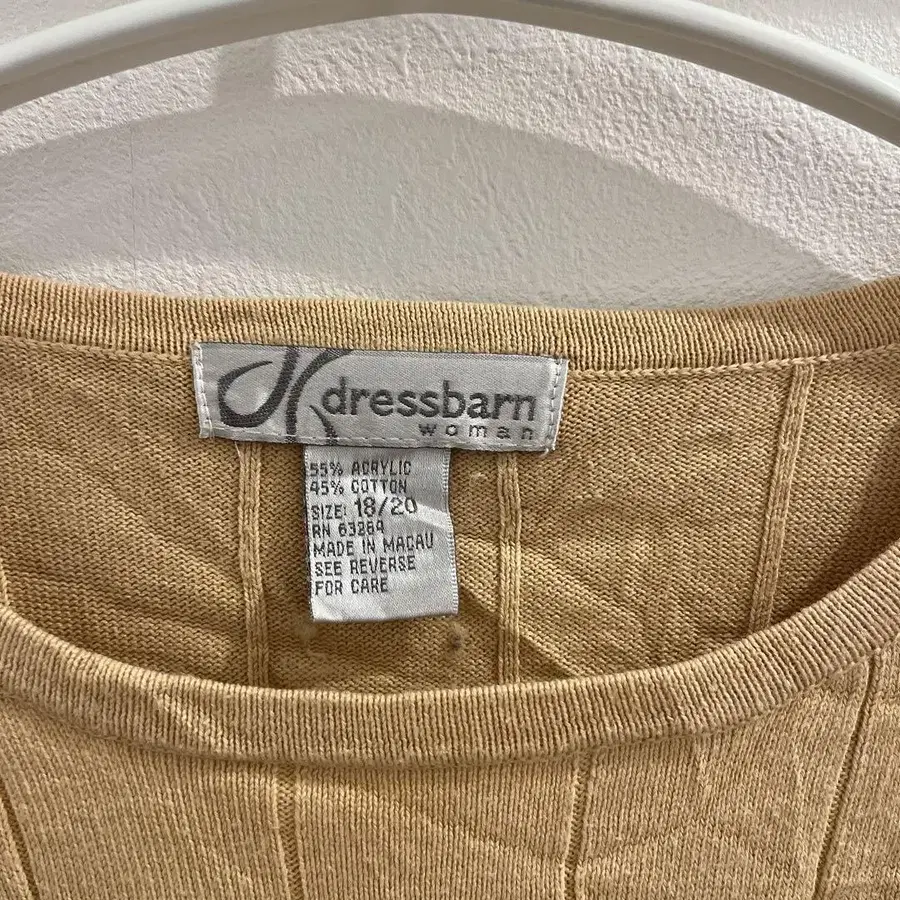 dressbarn
woman
55% ACRYLIC
45% COTTON
SIZE: 18/20
RN 63284
MADE IN MACAU
SEE REVERSE
FOR CARE